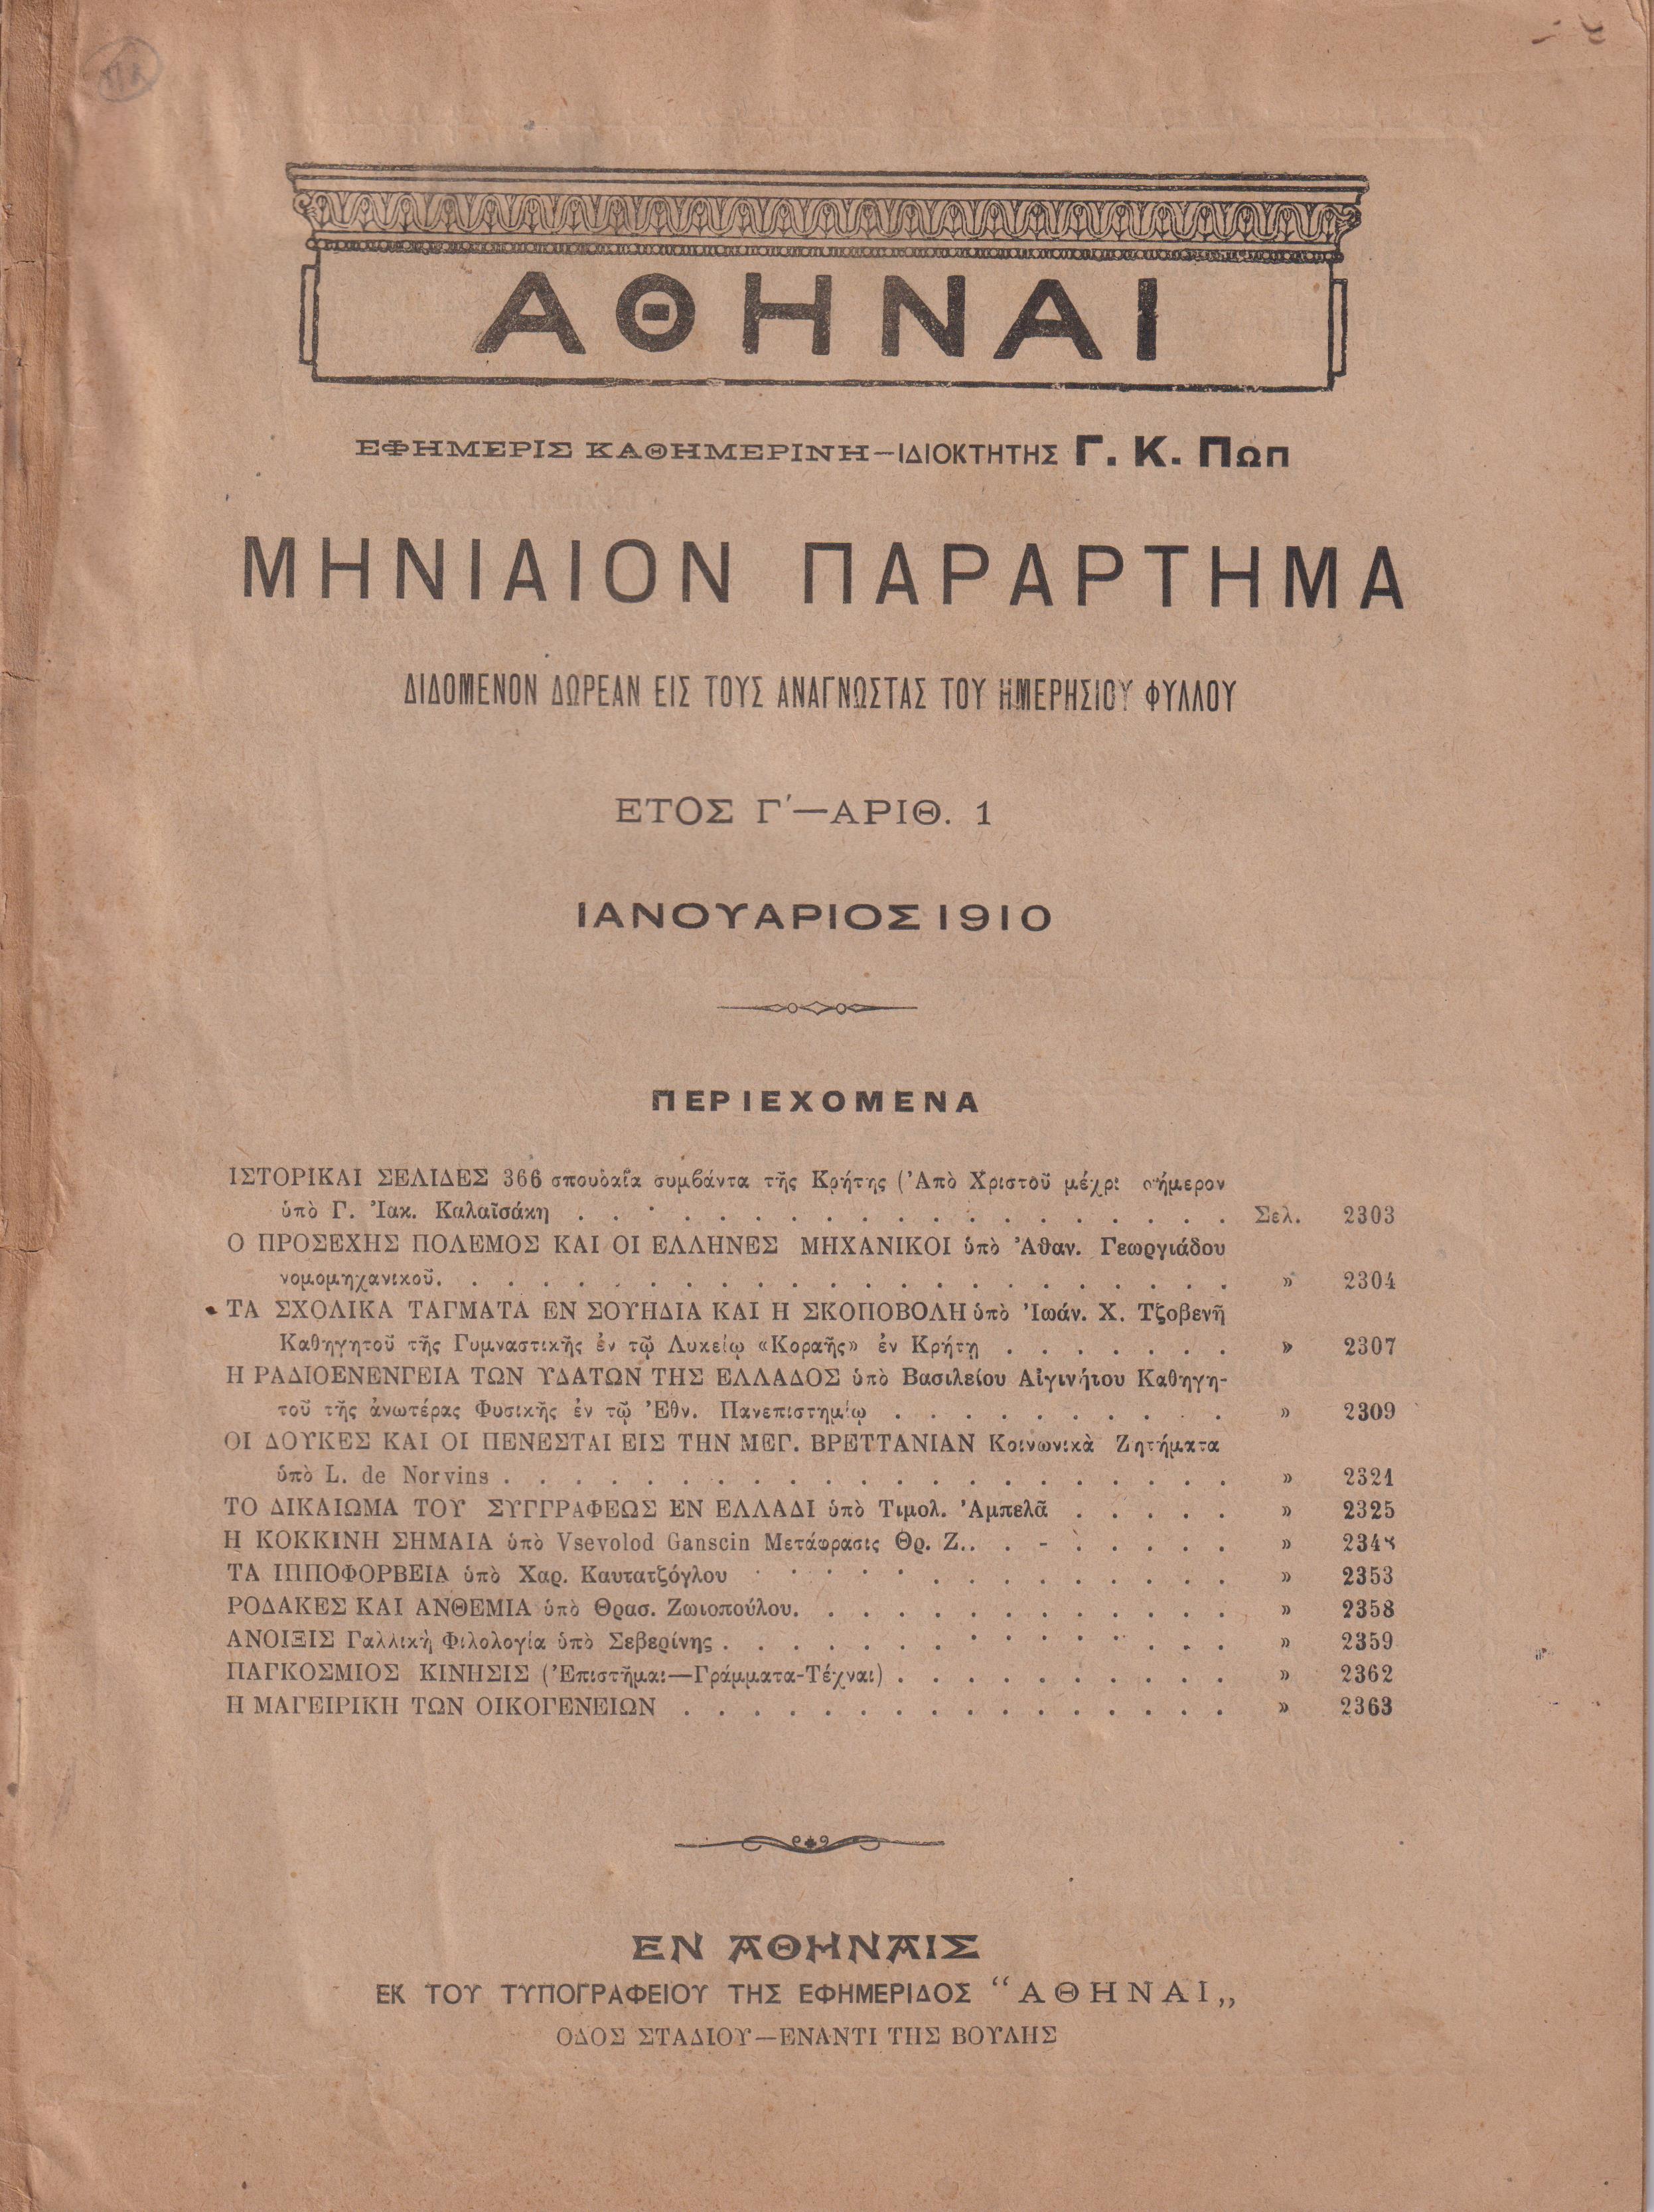 ΑΘΗΝΑΙ
ΕΦΗΜΕΡΙΣ ΚΑΘΗΜΕΡΙΝΗ—ΙΔΙΟΚΤΗΤΗΣ Γ. Κ. Πωπ
ΜΗΝΙΑΙΟΝ ΠΑΡΑΡΤΗΜΑ
ΔΙΔΟΜΕΝΟΝ ΔΩΡΕΑΝ ΕΙΣ ΤΟΥΣ ΑΝΑΓΝΩΣΤΑΣ ΤΟΥ ΗΜΕΡΗΣΙΟΥ ΦΥΛΛΟΥ
ΕΤΟΣ Γ΄—ΑΡΙΘ. 1
ΙΑΝΟΥΑΡΙΟΣ 1910
ΠΕΡΙΕΧΟΜΕΝΑ
ΙΣΤΟΡΙΚΑΙ ΣΕΛΙΔΕΣ 366 σπουδαῖα συμβάντα τῆς Κρήτης (Ἀπὸ Χριστοῦ μέχρι σήμερον
ὑπὸ Γ. Ἰακ. Καλαϊσάκη . . . . . . . . . . . . . . . . . . Σελ. 2303
Ο ΠΡΟΣΕΧΗΣ ΠΟΛΕΜΟΣ ΚΑΙ ΟΙ ΕΛΛΗΝΕΣ ΜΗΧΑΝΙΚΟΙ ὑπὸ Ἀθαν. Γεωργιάδου
νομομηχανικοῦ. . . . . . . . . . . . . . . . . . . . . . » 2304
ΤΑ ΣΧΟΛΙΚΑ ΤΑΓΜΑΤΑ ΕΝ ΣΟΥΗΔΙΑ ΚΑΙ Η ΣΚΟΠΟΒΟΛΗ ὑπὸ Ἰωάν. Χ. Τζοβενῆ
Καθηγητοῦ τῆς Γυμναστικῆς ἐν τῷ Λυκείῳ «Κοραῆς» ἐν Κρήτῃ . . . . . . . » 2307
Η ΡΑΔΙΟΕΝΕΝΓΕΙΑ ΤΩΝ ΥΔΑΤΩΝ ΤΗΣ ΕΛΛΑΔΟΣ ὑπὸ Βασιλείου Αἰγινήτου Καθηγη-
τοῦ τῆς ἀνωτέρας Φυσικῆς ἐν τῷ Ἐθν. Πανεπιστημίῳ . . . . . . . . . . » 2309
ΟΙ ΔΟΥΚΕΣ ΚΑΙ ΟΙ ΠΕΝΕΣΤΑΙ ΕΙΣ ΤΗΝ ΜΕΓ. ΒΡΕΤΤΑΝΙΑΝ Κοινωνικὰ Ζητήματα
ὑπὸ L. de Norvins . . . . . . . . . . . . . . . . . . . . » 2321
ΤΟ ΔΙΚΑΙΩΜΑ ΤΟΥ ΣΥΓΓΡΑΦΕΩΣ ΕΝ ΕΛΛΑΔΙ ὑπὸ Τιμολ. Ἀμπελᾶ . . . . . » 2325
Η ΚΟΚΚΙΝΗ ΣΗΜΑΙΑ ὑπὸ Vsevolod Ganscin Μετάφρασις Θρ. Ζ.. . - . . . . . » 2348
ΤΑ ΙΠΠΟΦΟΡΒΕΙΑ ὑπὸ Χαρ. Καυτατζόγλου . . . . . . . . . . . . . . » 2353
ΡΟΔΑΚΕΣ ΚΑΙ ΑΝΘΕΜΙΑ ὑπὸ Θρασ. Ζωιοπούλου. . . . . . . . . . . . . » 2358
ΑΝΟΙΞΙΣ Γαλλικὴ Φιλολογία ὑπὸ Σεβερίνης . . . . . . . . . . . . . . . » 2359
ΠΑΓΚΟΣΜΙΟΣ ΚΙΝΗΣΙΣ (Ἐπιστῆμαι—Γράμματα-Τέχναι) . . . . . . . . . . » 2362
Η ΜΑΓΕΙΡΙΚΗ ΤΩΝ ΟΙΚΟΓΕΝΕΙΩΝ . . . . . . . . . . . . . . . . » 2363
ΕΝ ΑΘΗΝΑΙΣ
ΕΚ ΤΟΥ ΤΥΠΟΓΡΑΦΕΙΟΥ ΤΗΣ ΕΦΗΜΕΡΙΔΟΣ “ΑΘΗΝΑΙ„
ΟΔΟΣ ΣΤΑΔΙΟΥ—ΕΝΑΝΤΙ ΤΗΣ ΒΟΥΛΗΣ